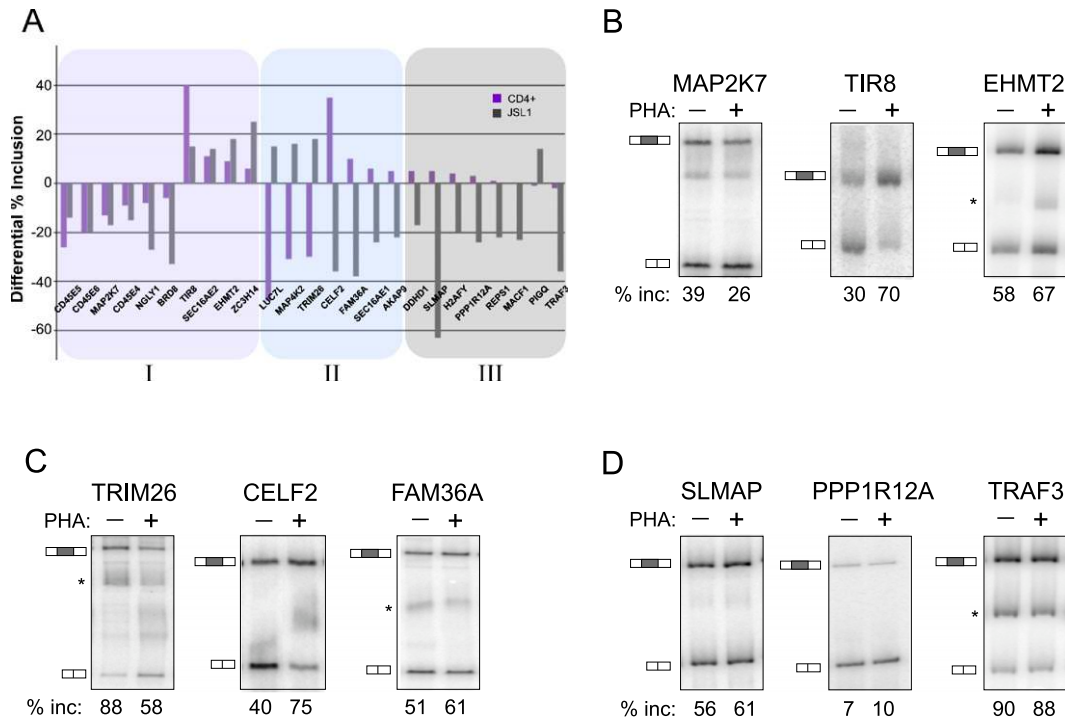 A
Differential % Inclusion
40
20
0
-20
-40
-60
CD4+
JSL1
CD45E5
CD45E6
MAP2K7
CD45E4
NGLY1
BRD8
TIR8
SEC16AE2
EHMT2
ZC3H14
LUC7L
MAP4K2
TRIM26
CELF2
FAM36A
SEC16AE1
AKAP9
DDHD1
SLMAP
H2AFY
PPP1R12A
REPS1
MACF1
PIGQ
TRAF3
I II III
B
MAP2K7 TIR8 EHMT2
PHA: — + — + — +
*
% inc: 39 26 30 70 58 67
C
TRIM26 CELF2 FAM36A
PHA: — + — + — +
*
*
% inc: 88 58 40 75 51 61
D
SLMAP PPP1R12A TRAF3
PHA: — + — + — +
*
% inc: 56 61 7 10 90 88